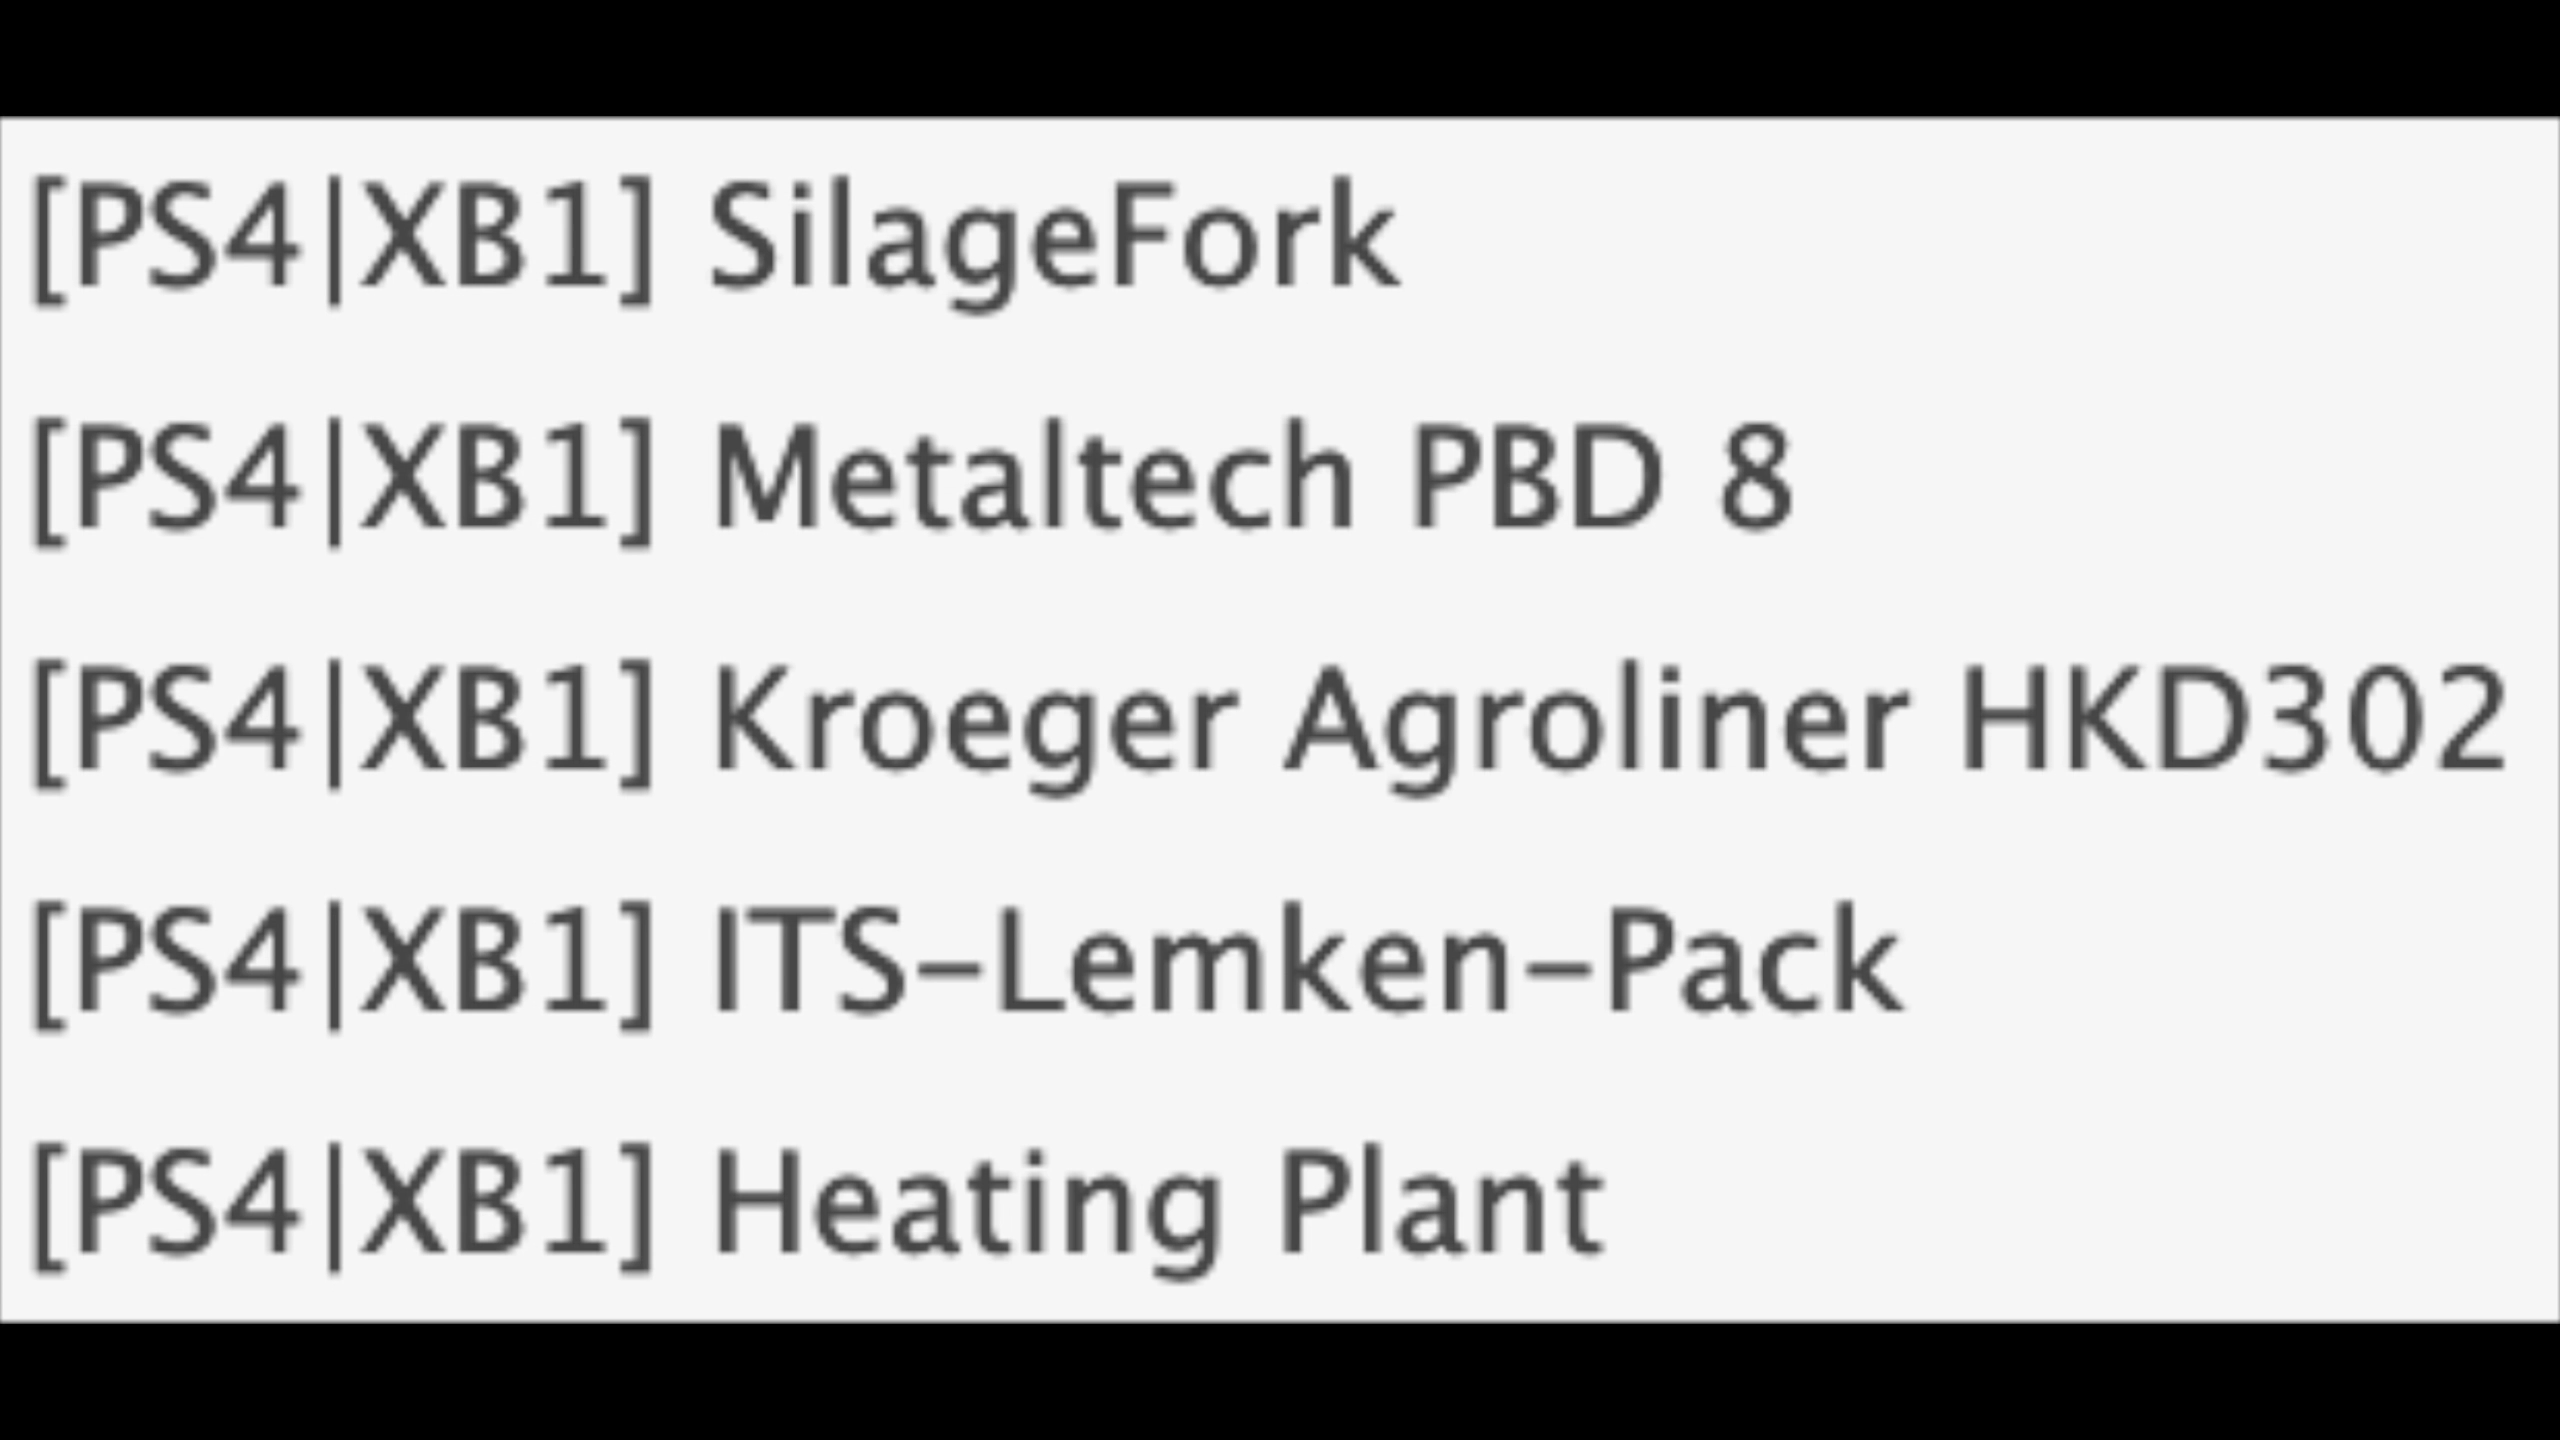 [PS4|XB1] SilageFork
[PS4|XB1] Metaltech PBD 8
[PS4|XB1] Kroeger Agroliner HKD302
[PS4|XB1] ITS-Lemken-Pack
[PS4|XB1] Heating Plant